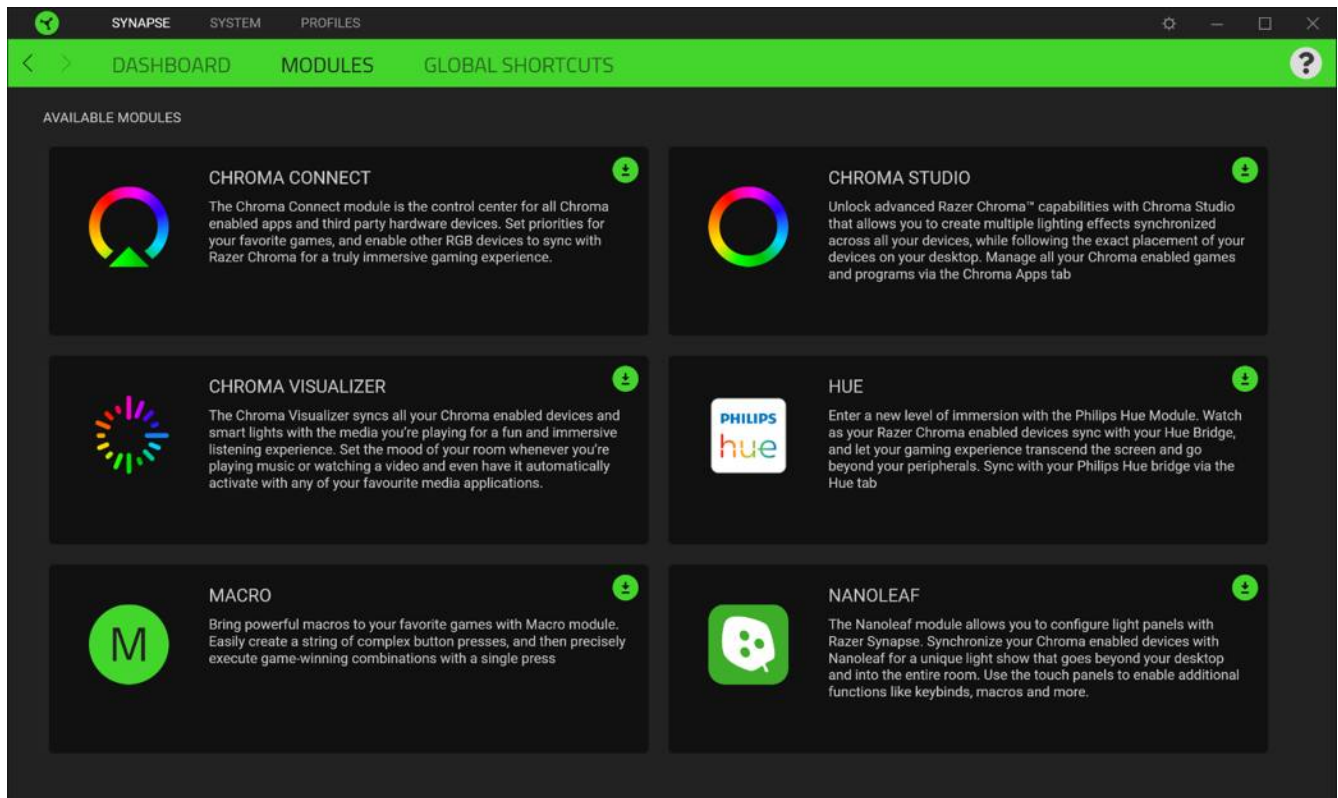 SYNAPSE SYSTEM PROFILES
DASHBOARD MODULES GLOBAL SHORTCUTS ?
AVAILABLE MODULES
CHROMA CONNECT
The Chroma Connect module is the control center for all Chroma
enabled apps and third party hardware devices. Set priorities for
your favorite games, and enable other RGB devices to sync with
Razer Chroma for a truly immersive gaming experience.
CHROMA STUDIO
Unlock advanced Razer Chroma™ capabilities with Chroma Studio
that allows you to create multiple lighting effects synchronized
across all your devices, while following the exact placement of your
devices on your desktop. Manage all your Chroma enabled games
and programs via the Chroma Apps tab
CHROMA VISUALIZER
The Chroma Visualizer syncs all your Chroma enabled devices and
smart lights with the media you're playing for a fun and immersive
listening experience. Set the mood of your room whenever you're
playing music or watching a video and even have it automatically
activate with any of your favourite media applications.
PHILIPS
hue
HUE
Enter a new level of immersion with the Philips Hue Module. Watch
as your Razer Chroma enabled devices sync with your Hue Bridge,
and let your gaming experience transcend the screen and go
beyond your peripherals. Sync with your Philips Hue bridge via the
Hue tab
M
MACRO
Bring powerful macros to your favorite games with Macro module.
Easily create a string of complex button presses, and then precisely
execute game-winning combinations with a single press
NANOLEAF
The Nanoleaf module allows you to configure light panels with
Razer Synapse. Synchronize your Chroma enabled devices with
Nanoleaf for a unique light show that goes beyond your desktop
and into the entire room. Use the touch panels to enable additional
functions like keybinds, macros and more.